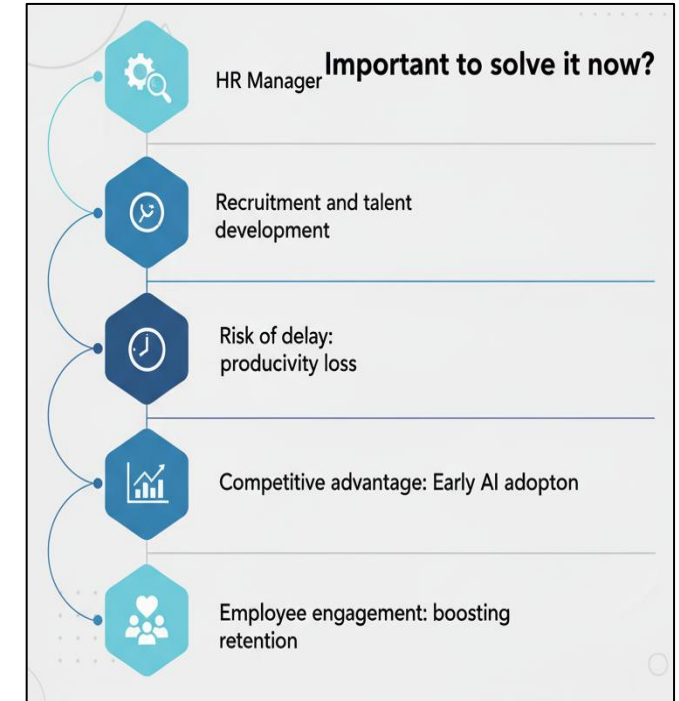 Important to solve it now?
HR Manager
Recruitment and talent
development
Risk of delay:
producivity loss
Competitive advantage: Early AI adopton
Employee engagement: boosting
retention